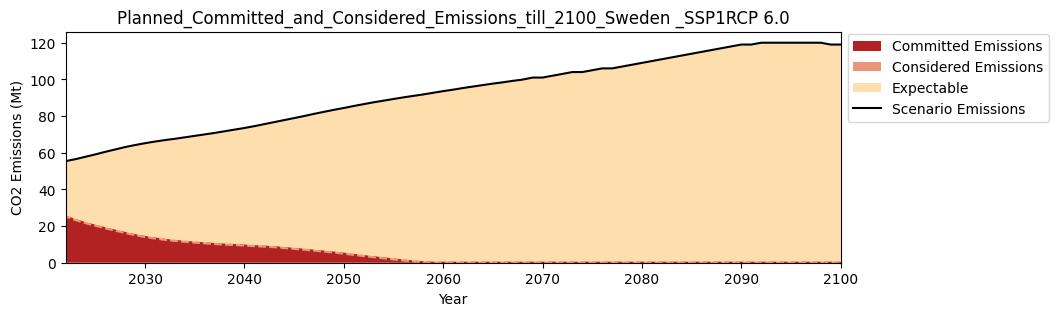 Planned_Committed_and_Considered_Emissions_till_2100_Sweden _SSP1RCP 6.0
CO2 Emissions (Mt)
120
100
80
60
40
20
0
2030 2040 2050 2060 2070 2080 2090 2100
Year
Committed Emissions
Considered Emissions
Expectable
Scenario Emissions